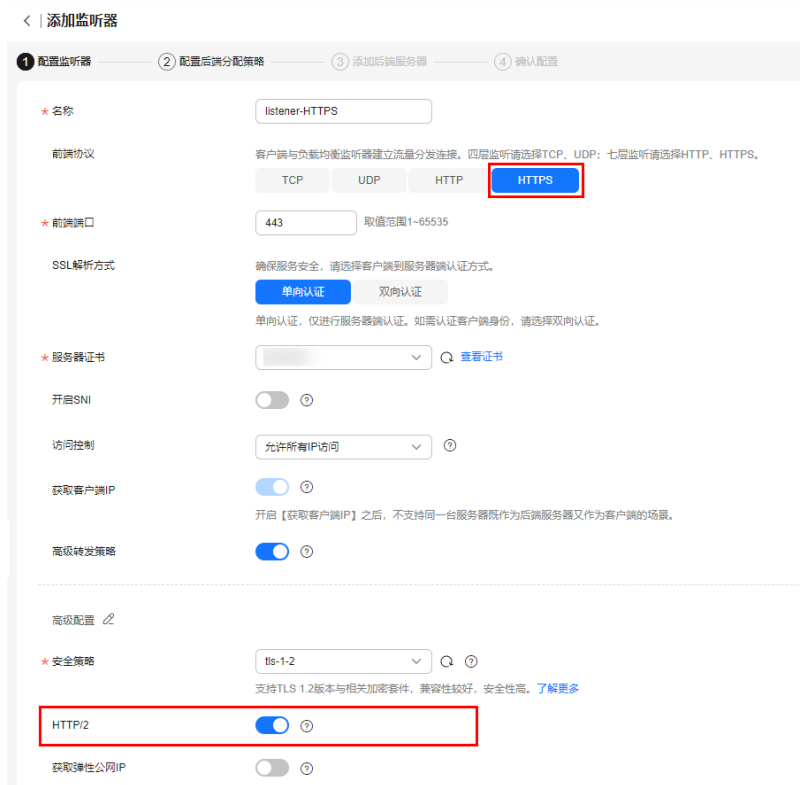 添加监听器
1 配置监听器 2 配置后端分配策略 3 添加后端服务器 4 确认配置
* 名称 listener-HTTPS
前端协议 客户端与负载均衡监听器建立流量分发连接。四层监听请选择TCP、UDP；七层监听请选择HTTP、HTTPS。
TCP UDP HTTP HTTPS
* 前端端口 443 取值范围1~65535
SSL解析方式 确保服务安全，请选择客户端到服务器端认证方式。
单向认证 双向认证
单向认证，仅进行服务器端认证。如需认证客户端身份，请选择双向认证。
* 服务器证书 查看证书
开启SNI ?
访问控制 允许所有IP访问 ?
获取客户端IP ?
开启【获取客户端IP】之后，不支持同一台服务器既作为后端服务器又作为客户端的场景。
高级转发策略 ?
高级配置
* 安全策略 tls-1-2 ?
支持TLS 1.2版本与相关加密套件，兼容性较好，安全性高。了解更多
HTTP/2 ?
获取弹性公网IP ?